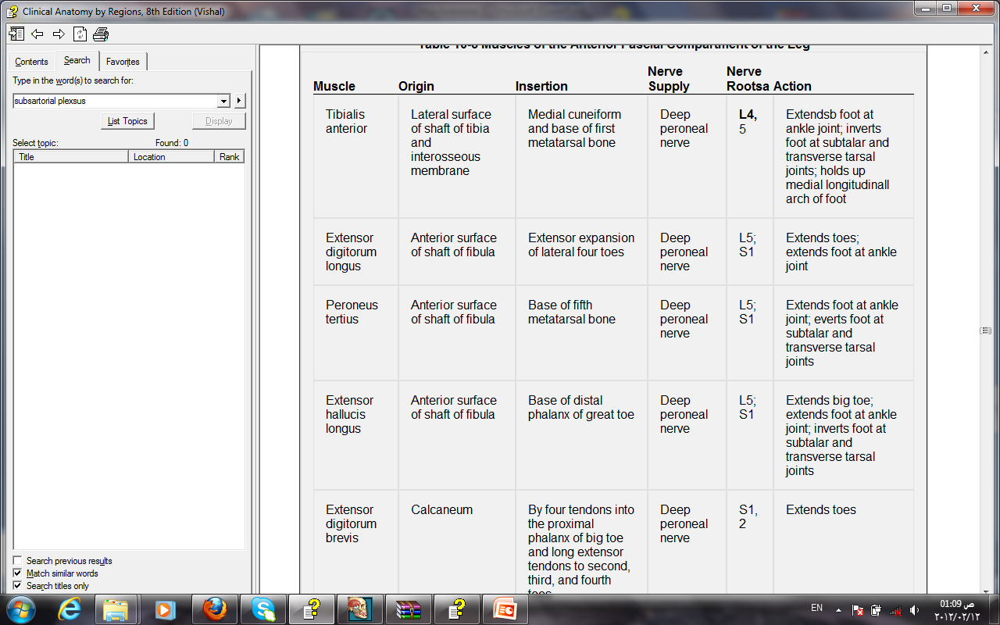 Clinical Anatomy by Regions, 8th Edition (Vishal)
Contents
Search
Favorites
Type in the word(s) to search for:
subsartorial plexsus
List Topics
Display
Select topic:
Found: 0
Title
Location
Rank
Search previous results
Match similar words
Search titles only
Table 10-6 Muscles of the Anterior Fascial Compartment of the Leg
Muscle
Origin
Insertion
Nerve
Supply
Nerve
Rootsa
Action
Tibialis
anterior
Lateral surface
of shaft of tibia
and
interosseous
membrane
Medial cuneiform
and base of first
metatarsal bone
Deep
peroneal
nerve
L4,
5
Extendsb foot at
ankle joint; inverts
foot at subtalar and
transverse tarsal
joints; holds up
medial longitudinall
arch of foot
Extensor
digitorum
longus
Anterior surface
of shaft of fibula
Extensor expansion
of lateral four toes
Deep
peroneal
nerve
L5;
S1
Extends toes;
extends foot at ankle
joint
Peroneus
tertius
Anterior surface
of shaft of fibula
Base of fifth
metatarsal bone
Deep
peroneal
nerve
L5;
S1
Extends foot at ankle
joint; everts foot at
subtalar and
transverse tarsal
joints
Extensor
hallucis
longus
Anterior surface
of shaft of fibula
Base of distal
phalanx of great toe
Deep
peroneal
nerve
L5;
S1
Extends big toe;
extends foot at ankle
joint; inverts foot at
subtalar and
transverse tarsal
joints
Extensor
digitorum
brevis
Calcaneum
By four tendons into
the proximal
phalanx of big toe
and long extensor
tendons to second,
third, and fourth
toes
Deep
peroneal
nerve
S1,
2
Extends toes
EN
01:09 ص
٢٠١٢/٠٢/١٢